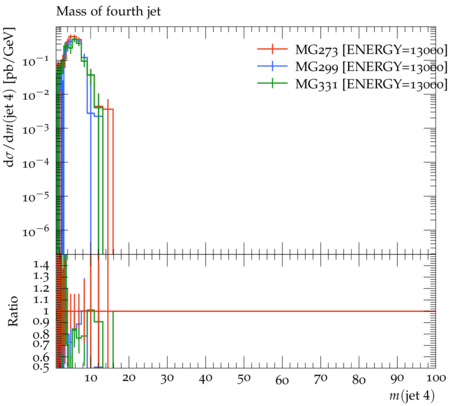 Mass of fourth jet
dσ/dm(jet 4) [pb/GeV]
MG273 [ENERGY=13000]
MG299 [ENERGY=13000]
MG331 [ENERGY=13000]
10⁻¹
10⁻²
10⁻³
10⁻⁴
10⁻⁵
10⁻⁶
Ratio
1.4
1.3
1.2
1.1
1
0.9
0.8
0.7
0.6
0.5
10 20 30 40 50 60 70 80 90 100
m(jet 4)